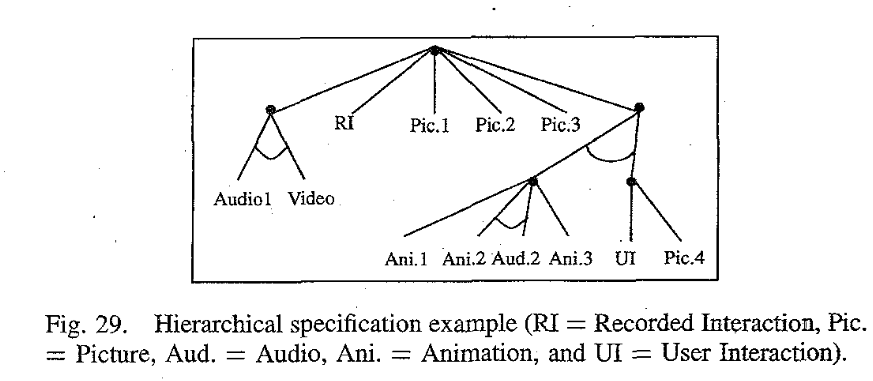 RI Pic.1 Pic.2 Pic.3
Audio1 Video
Ani.1 Ani.2 Aud.2 Ani.3 UI Pic.4
Fig. 29. Hierarchical specification example (RI = Recorded Interaction, Pic.
= Picture, Aud. = Audio, Ani. = Animation, and UI = User Interaction).